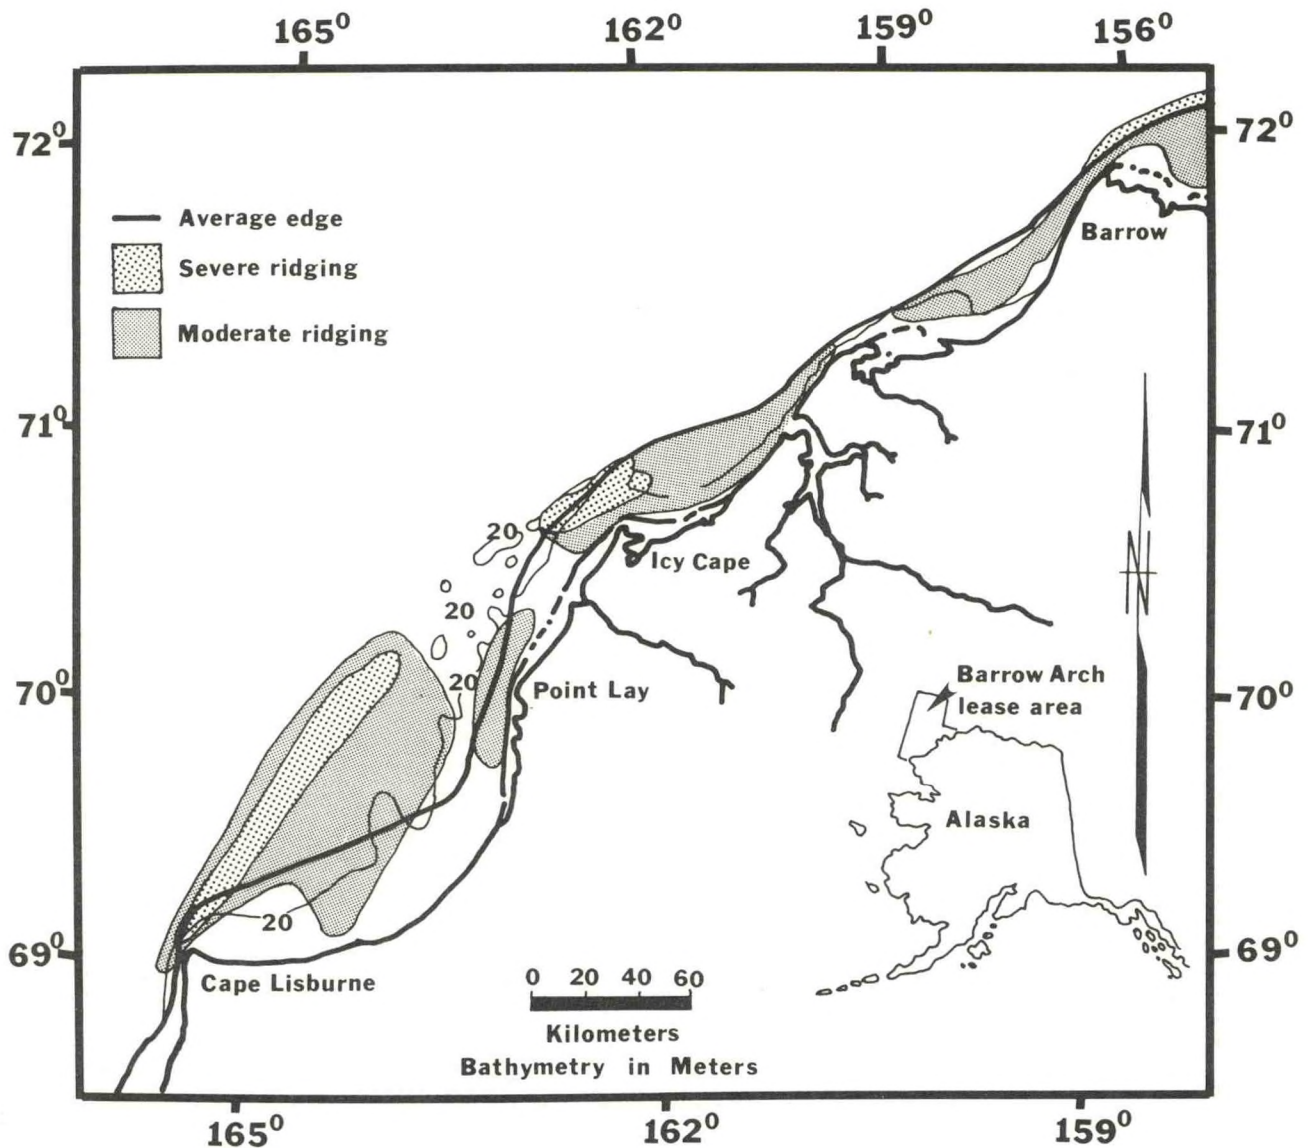 165⁰ 162⁰ 159⁰ 156⁰
72⁰ 72⁰
Average edge
Severe ridging
Moderate ridging
Barrow
71⁰ 71⁰
20
Icy Cape
N
20
70⁰ 20 Point Lay 70⁰
Barrow Arch
lease area
Alaska
20
69⁰ 69⁰
Cape Lisburne
0 20 40 60
Kilometers
Bathymetry in Meters
165⁰ 162⁰ 159⁰